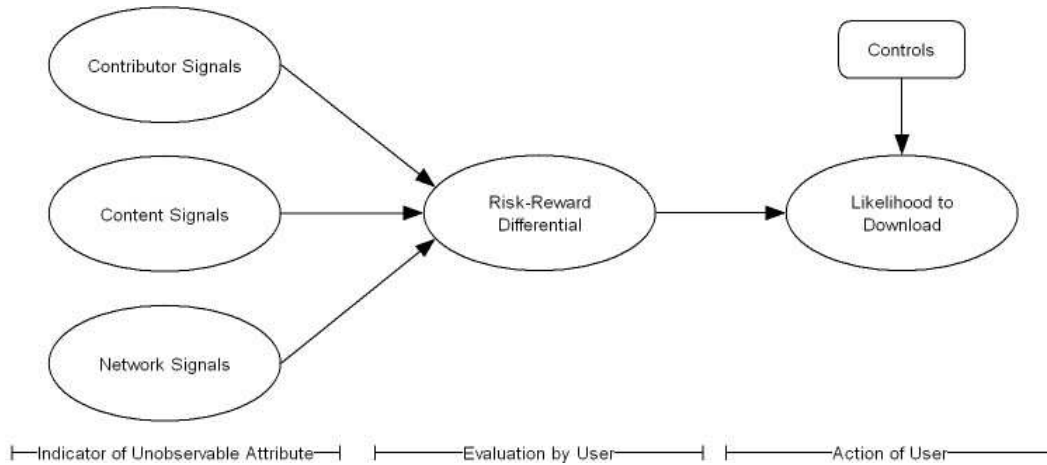 Contributor Signals
Controls
Content Signals
Risk-Reward
Differential
Likelihood to
Download
Network Signals
Indicator of Unobservable Attribute
Evaluation by User
Action of User